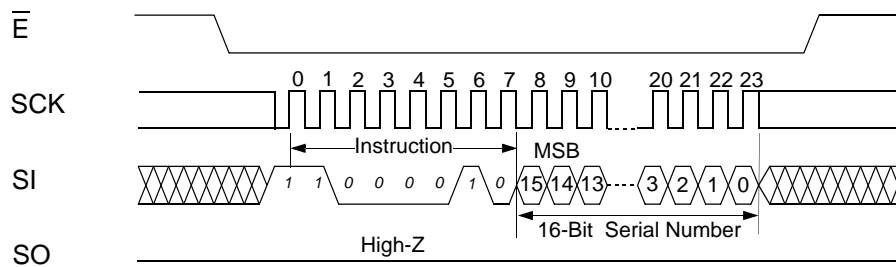 E
SCK
0 1 2 3 4 5 6 7 8 9 10 20 21 22 23
Instruction
MSB
SI
1 1 0 0 0 0 1 0 15 14 13 3 2 1 0
16-Bit Serial Number
High-Z
SO